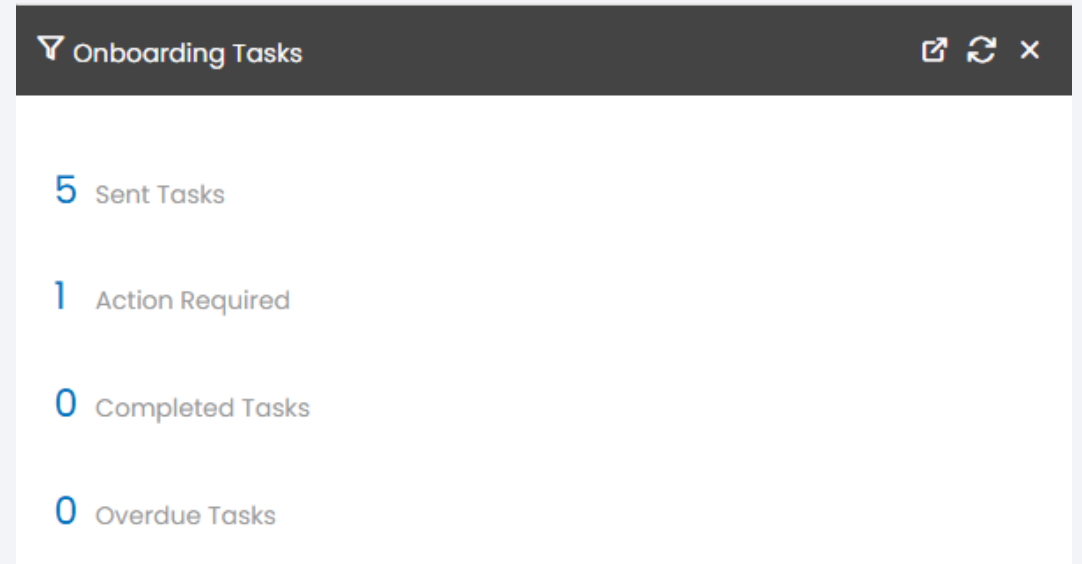 Onboarding Tasks
5 Sent Tasks
1 Action Required
0 Completed Tasks
0 Overdue Tasks